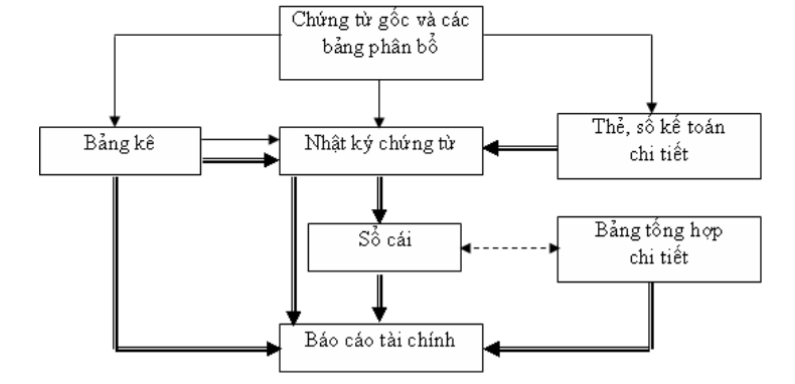 Chứng từ gốc và các
bảng phân bổ
Bảng kê
Nhật ký chứng từ
Thẻ, số kế toán
chi tiết
Sổ cái
Bảng tổng hợp
chi tiết
Báo cáo tài chính